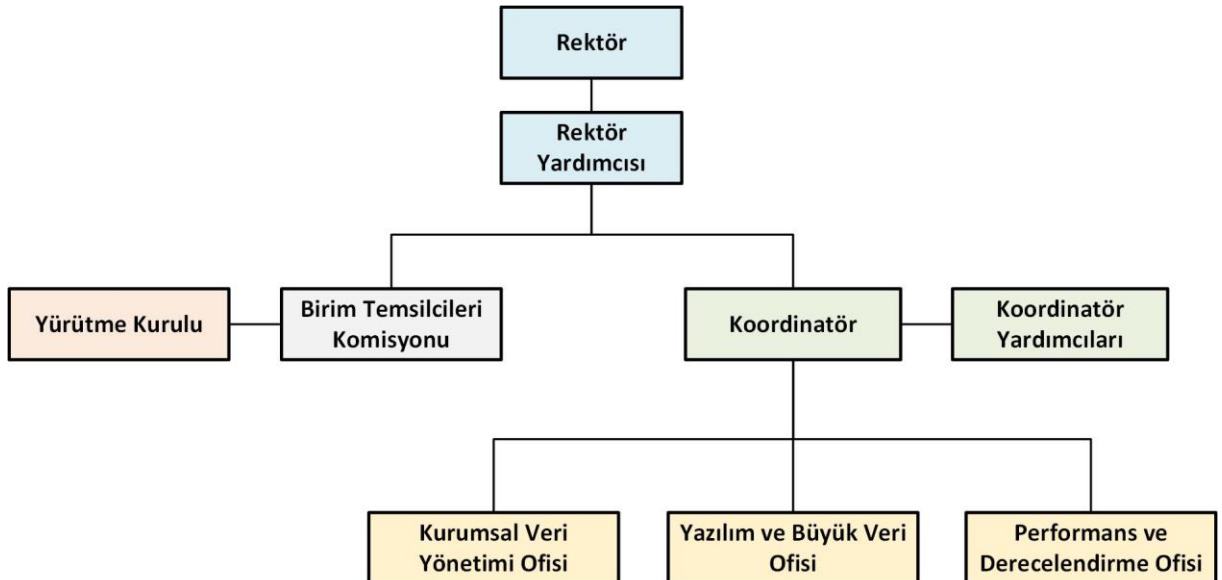 Rektör
Rektör
Yardımcısı
Yürütme Kurulu
Birim Temsilcileri
Komisyonu
Koordinatör
Koordinatör
Yardımcıları
Kurumsal Veri
Yönetimi Ofisi
Yazılım ve Büyük Veri
Ofisi
Performans ve
Derecelendirme Ofisi